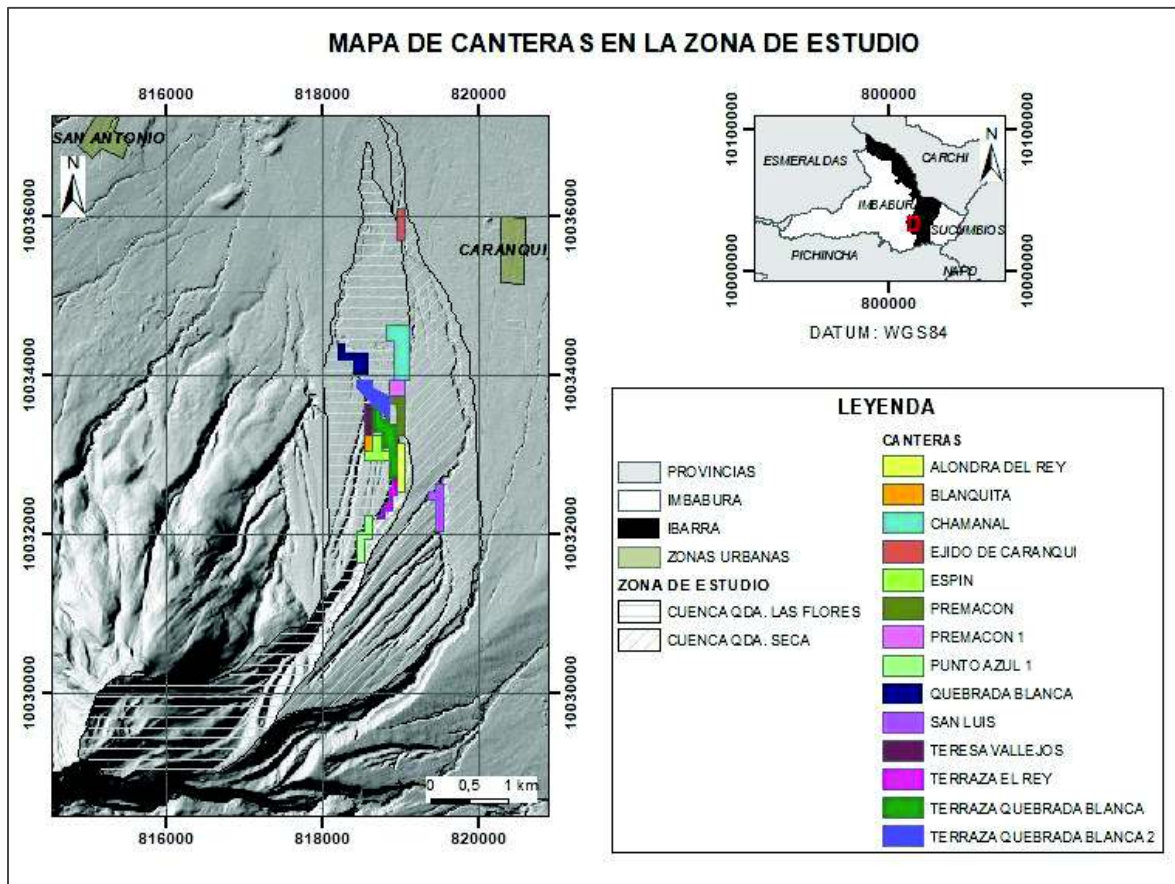 MAPA DE CANTERAS EN LA ZONA DE ESTUDIO
816000 818000 820000
SAN ANTONIO
N
10036000 10036000
CARANQUI
10034000 10034000
10032000 10032000
10030000 10030000
0 0,5 1 km
816000 818000 820000
800000
10100000 10100000
N
ESMERALDAS
CARCHI
IMBABUR
SUCUMBIOS
PICHINCHA
NAPO
10000000 10000000
800000
DATUM: WGS84
LEYENDA
PROVINCIAS
IMBABURA
IBARRA
ZONAS URBANAS
ZONA DE ESTUDIO
CUENCA QDA. LAS FLORES
CUENCA QDA. SECA
CANTERAS
ALONDRA DEL REY
BLANQUITA
CHAMANAL
EJIDO DE CARANQUI
ESPIN
PREMACON
PREMACON 1
PUNTO AZUL 1
QUEBRADA BLANCA
SAN LUIS
TERESA VALLEJOS
TERRAZA EL REY
TERRAZA QUEBRADA BLANCA
TERRAZA QUEBRADA BLANCA 2